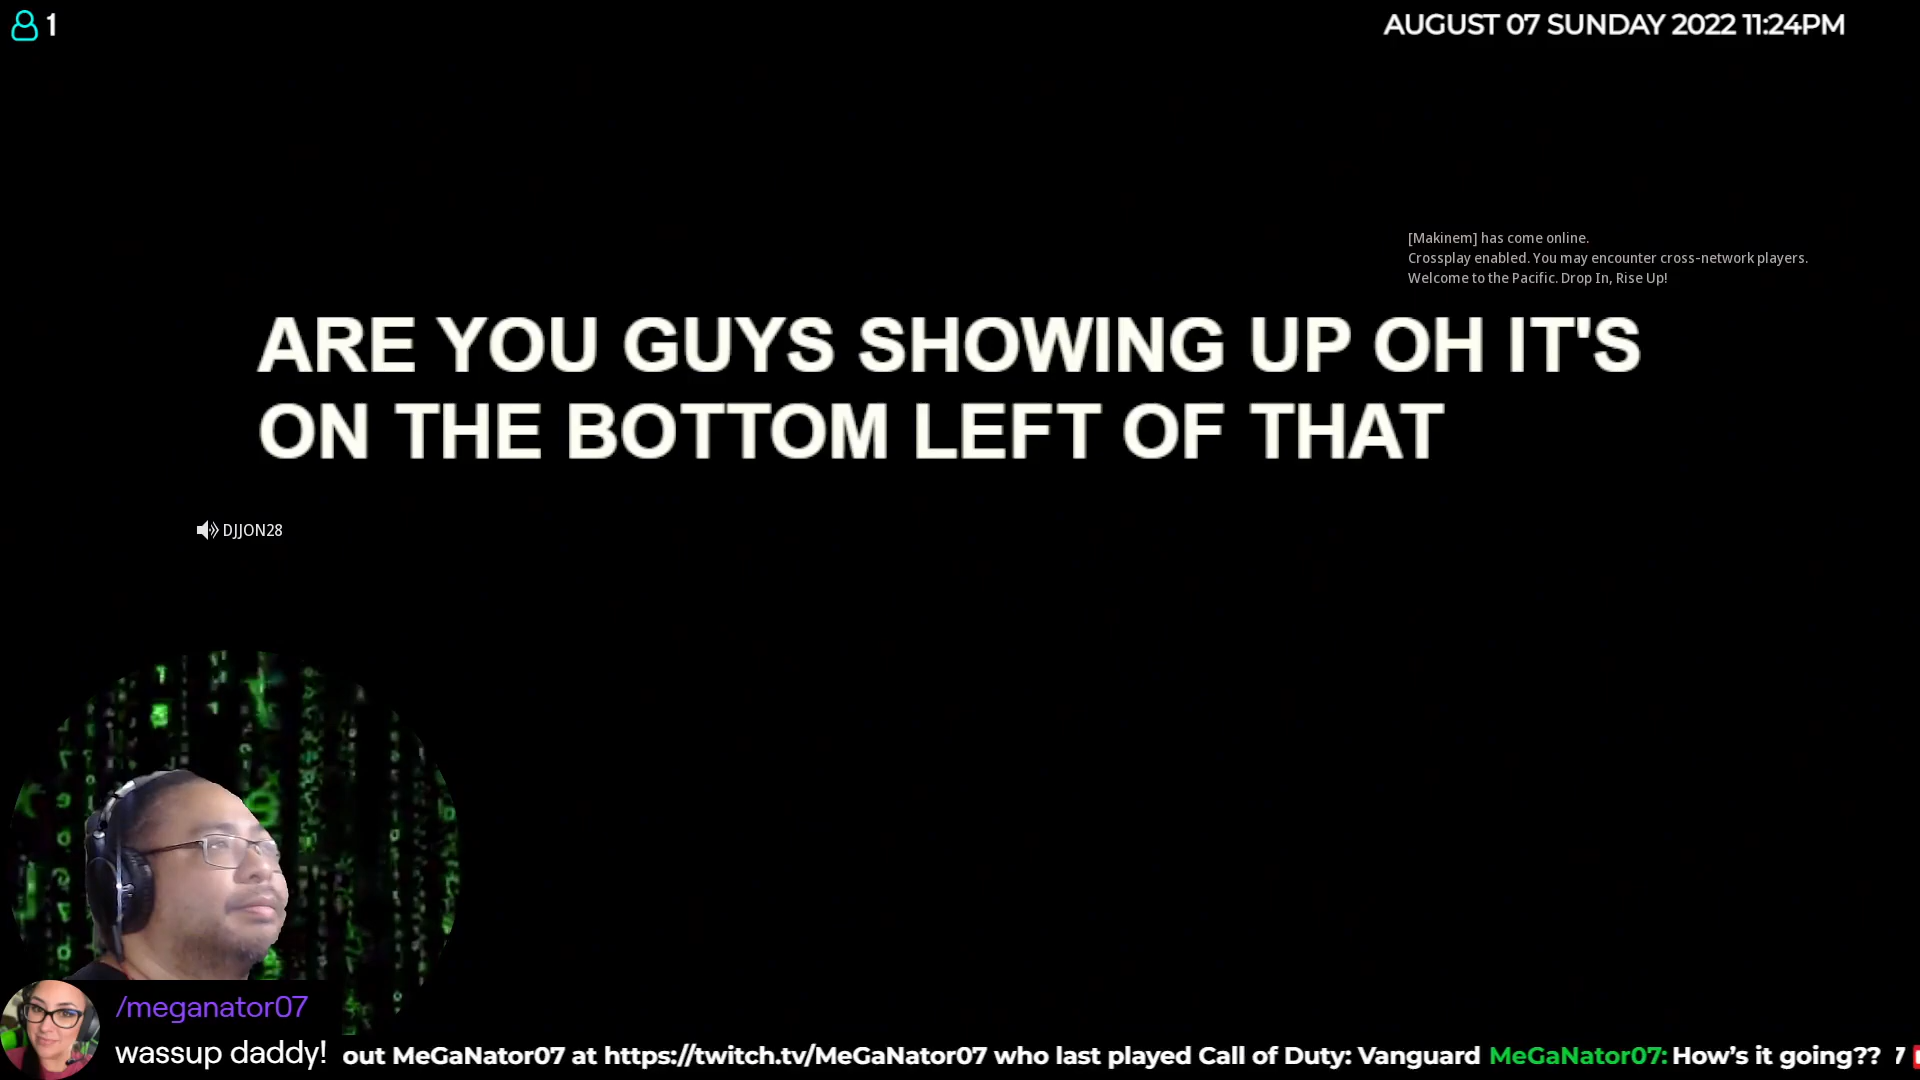 1
AUGUST 07 SUNDAY 2022 11:24PM
[Makinem] has come online.
Crossplay enabled. You may encounter cross-network players.
Welcome to the Pacific. Drop In, Rise Up!
ARE YOU GUYS SHOWING UP OH IT'S
ON THE BOTTOM LEFT OF THAT
DJJON28
/meganator07
wassup daddy!
out MeGaNator07 at https://twitch.tv/MeGaNator07 who last played Call of Duty: Vanguard MeGaNator07: How’s it going?? 7